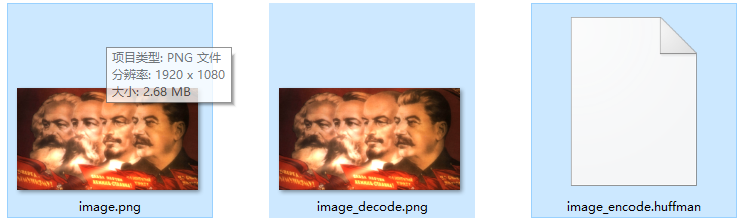 项目类型: PNG 文件
分辨率: 1920 x 1080
大小: 2.68 MB
image.png
image_decode.png
image_encode.huffman